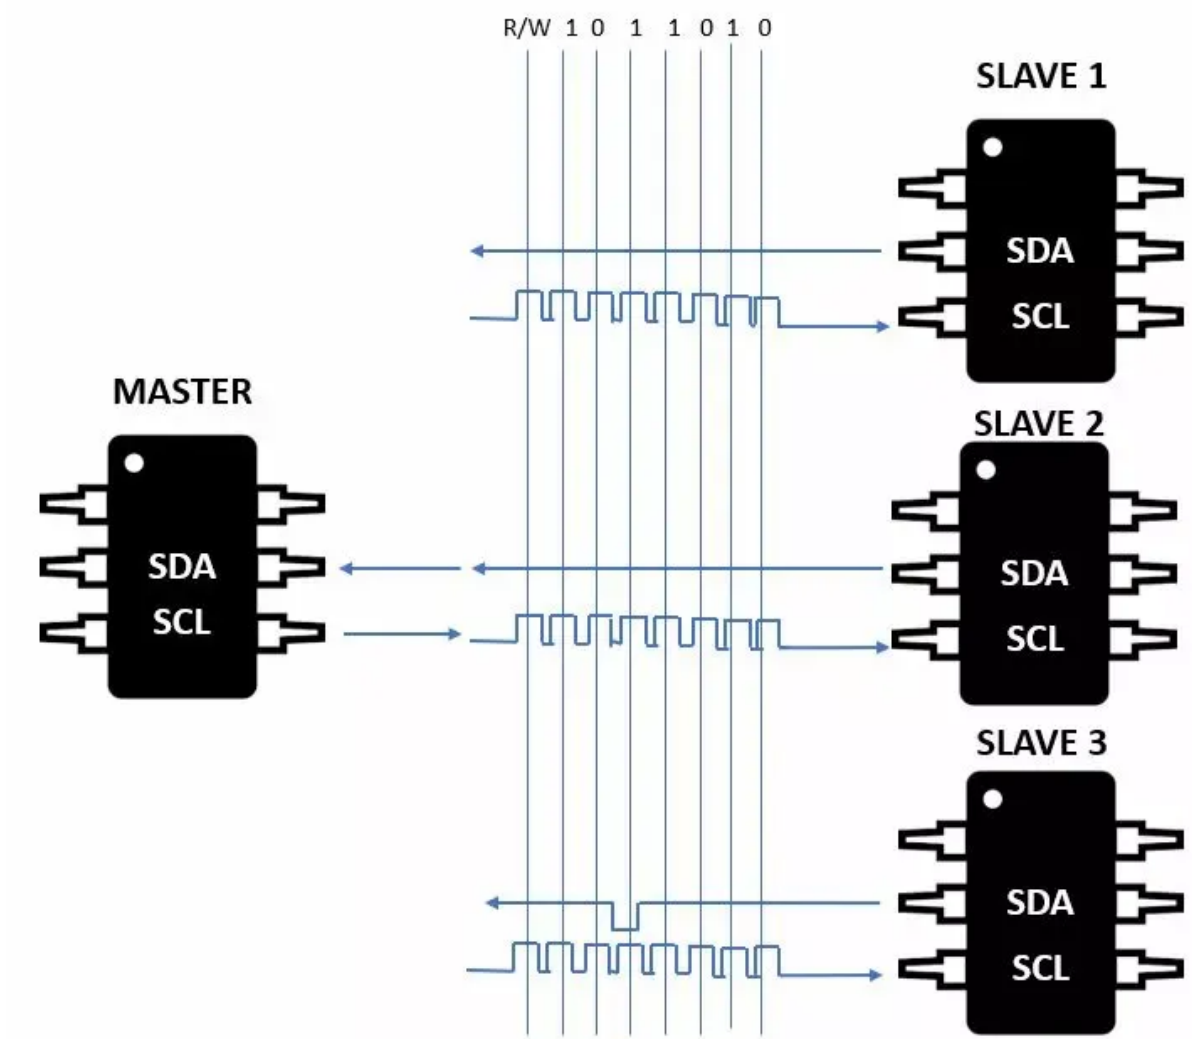 R/W 1 0 1 1 0 1 0
SLAVE 1
SDA
SCL
MASTER
SDA
SCL
SLAVE 2
SDA
SCL
SLAVE 3
SDA
SCL